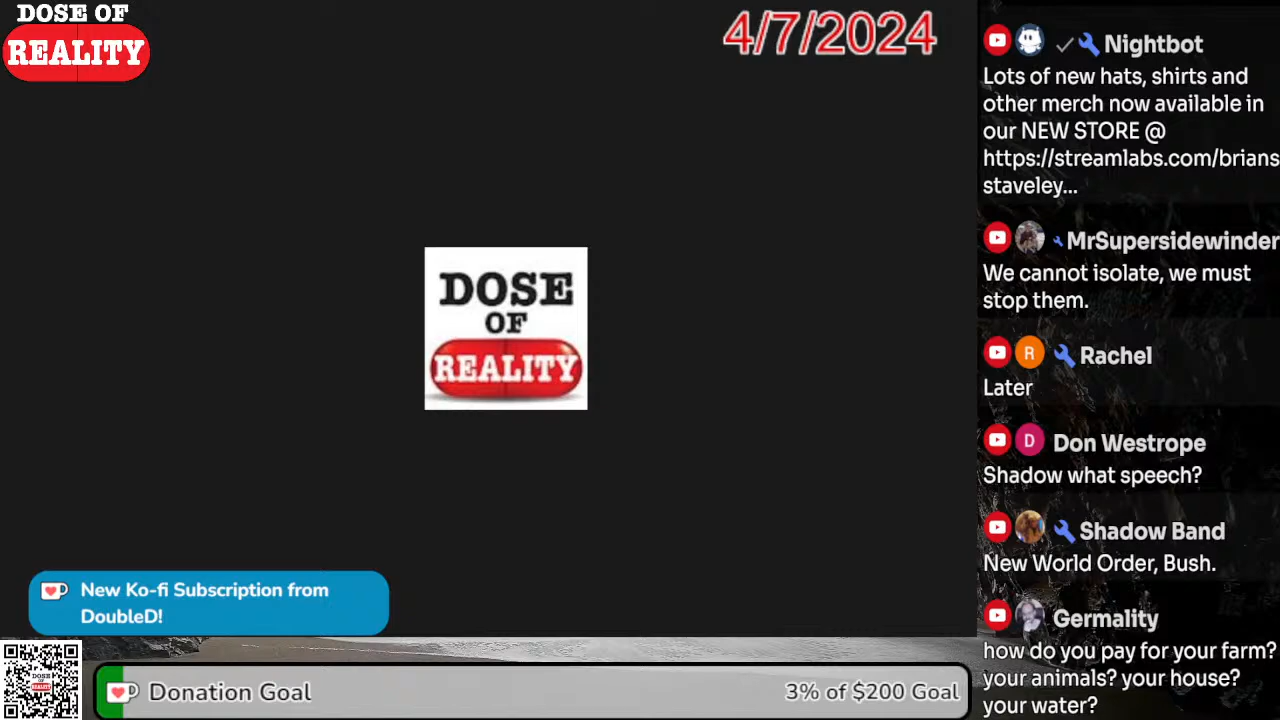 DOSE OF
REALITY
4/7/2024
DOSE
OF
REALITY
New Ko-fi Subscription from
DoubleD!
DOSE
OF
REALITY
Donation Goal
3% of $200 Goal
Nightbot
Lots of new hats, shirts and
other merch now available in
our NEW STORE @
https://streamlabs.com/brians
staveley...
MrSupersidewinder
We cannot isolate, we must
stop them.
R
Rachel
Later
D
Don Westrope
Shadow what speech?
Shadow Band
New World Order, Bush.
Germality
how do you pay for your farm?
your animals? your house?
your water?